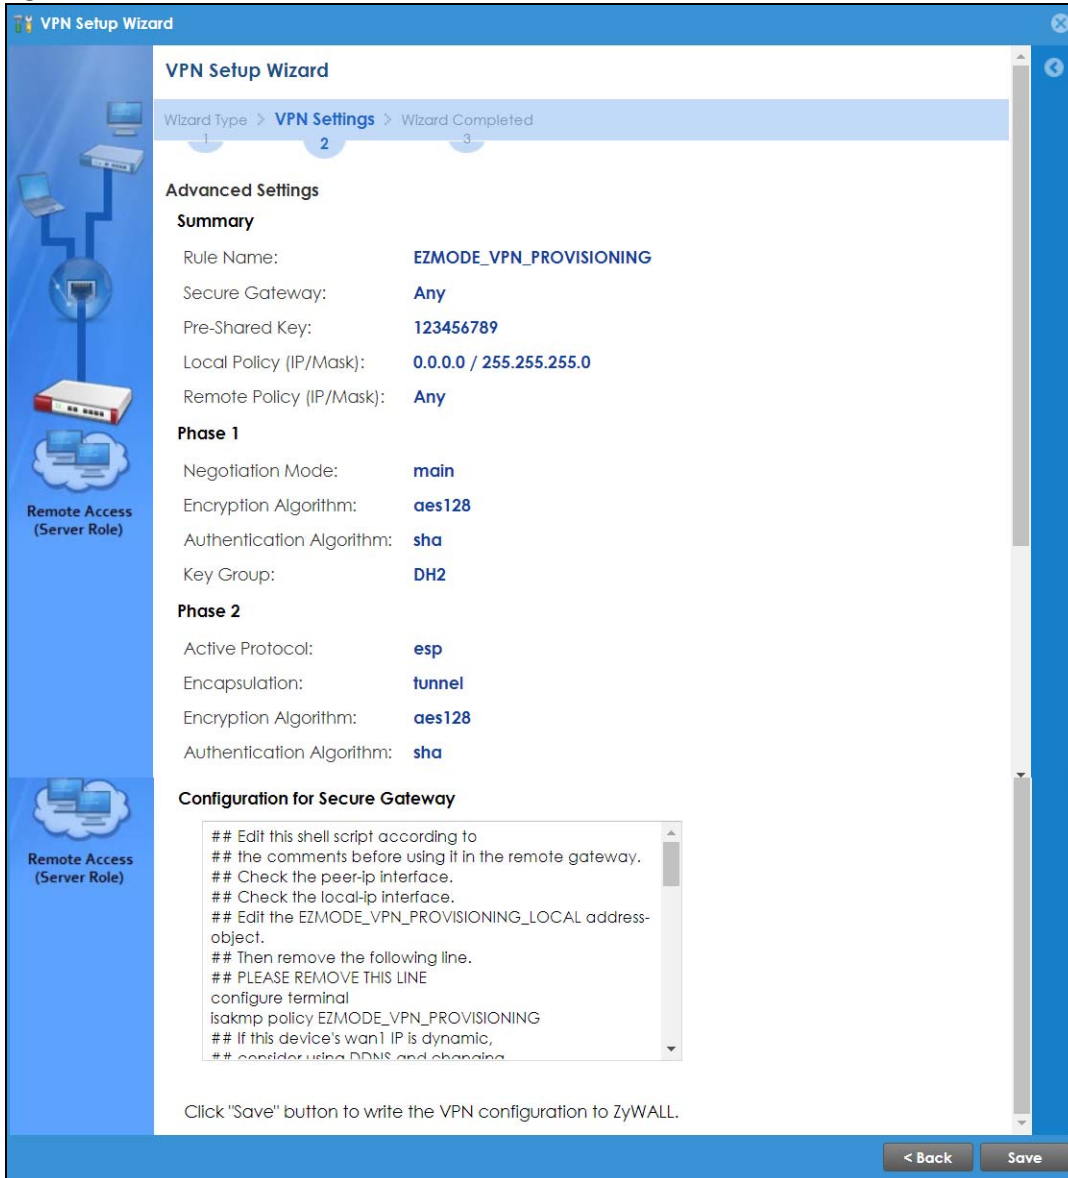 VPN Setup Wizard
VPN Setup Wizard
Wizard Type > VPN Settings > Wizard Completed
1 2 3
Advanced Settings
Summary
Rule Name: EZMODE_VPN_PROVISIONING
Secure Gateway: Any
Pre-Shared Key: 123456789
Local Policy (IP/Mask): 0.0.0.0 / 255.255.255.0
Remote Policy (IP/Mask): Any
Phase 1
Negotiation Mode: main
Encryption Algorithm: aes128
Authentication Algorithm: sha
Key Group: DH2
Phase 2
Active Protocol: esp
Encapsulation: tunnel
Encryption Algorithm: aes128
Authentication Algorithm: sha
Remote Access
(Server Role)
Configuration for Secure Gateway
## Edit this shell script according to
## the comments before using it in the remote gateway.
## Check the peer-ip interface.
## Check the local-ip interface.
## Edit the EZMODE_VPN_PROVISIONING_LOCAL address-
object.
## Then remove the following line.
## PLEASE REMOVE THIS LINE
configure terminal
isakmp policy EZMODE_VPN_PROVISIONING
## If this device's wan1 IP is dynamic,
## consider using DDNS and changing
Remote Access
(Server Role)
Click "Save" button to write the VPN configuration to ZyWALL.
< Back Save